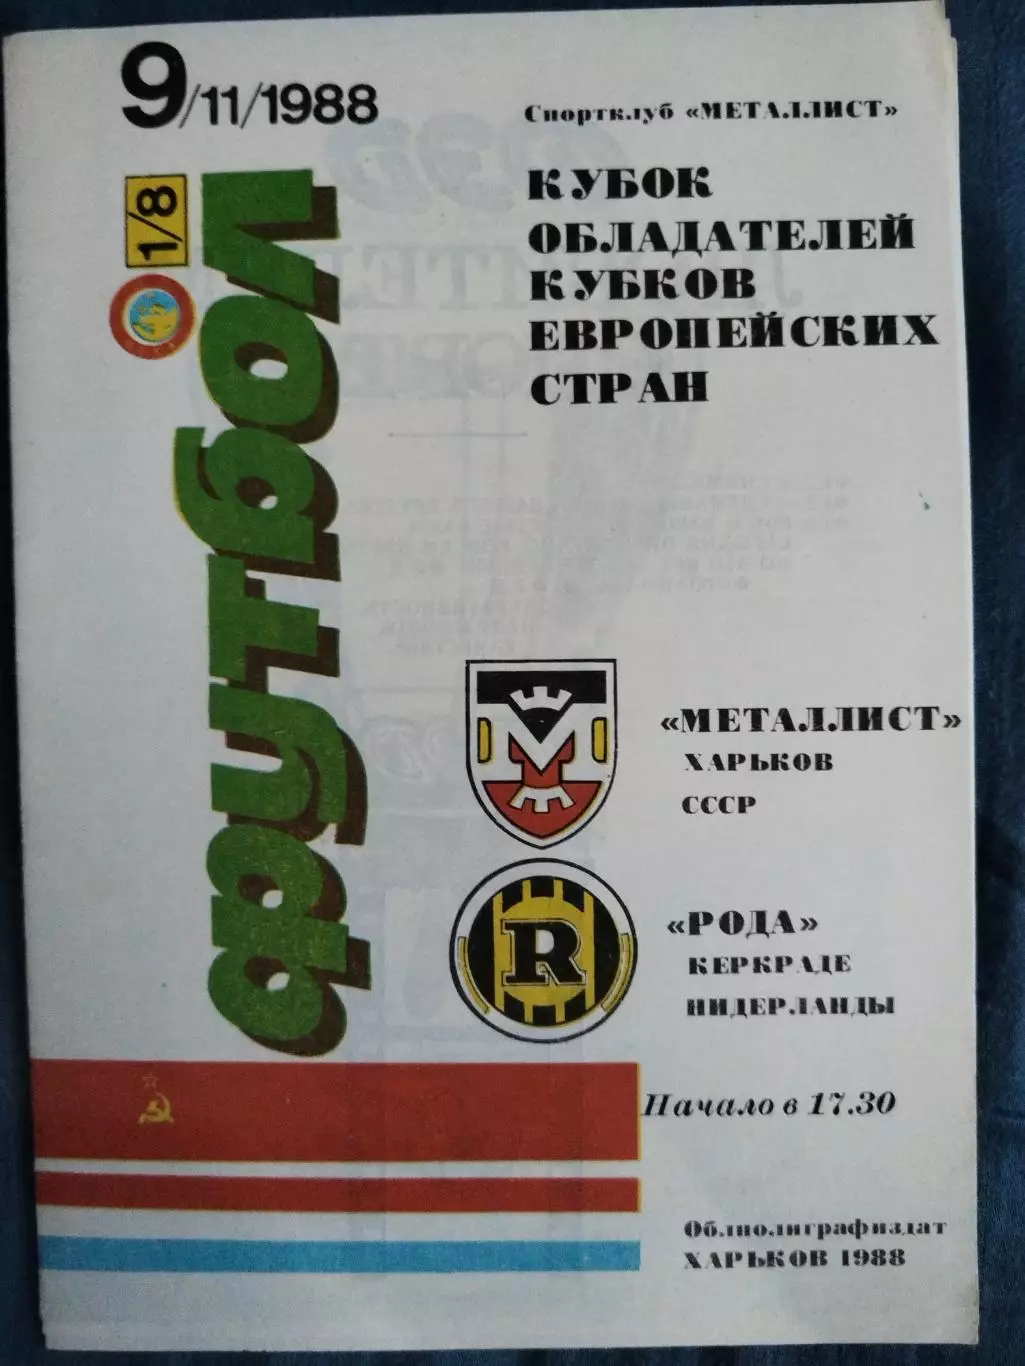 9/11/1988
Спортклуб «МЕТАЛЛИСТ»
КУБОК
ОБЛАДАТЕЛЕЙ
КУБКОВ
ЕВРОПЕЙСКИХ
СТРАН
1/8
футбол
М
«МЕТАЛЛИСТ»
ХАРЬКОВ
СССР
R
«РОДА»
КЕРКРАДЕ
НИДЕРЛАНДЫ
Начало в 17.30
Облполиграфиздат
ХАРЬКОВ 1988